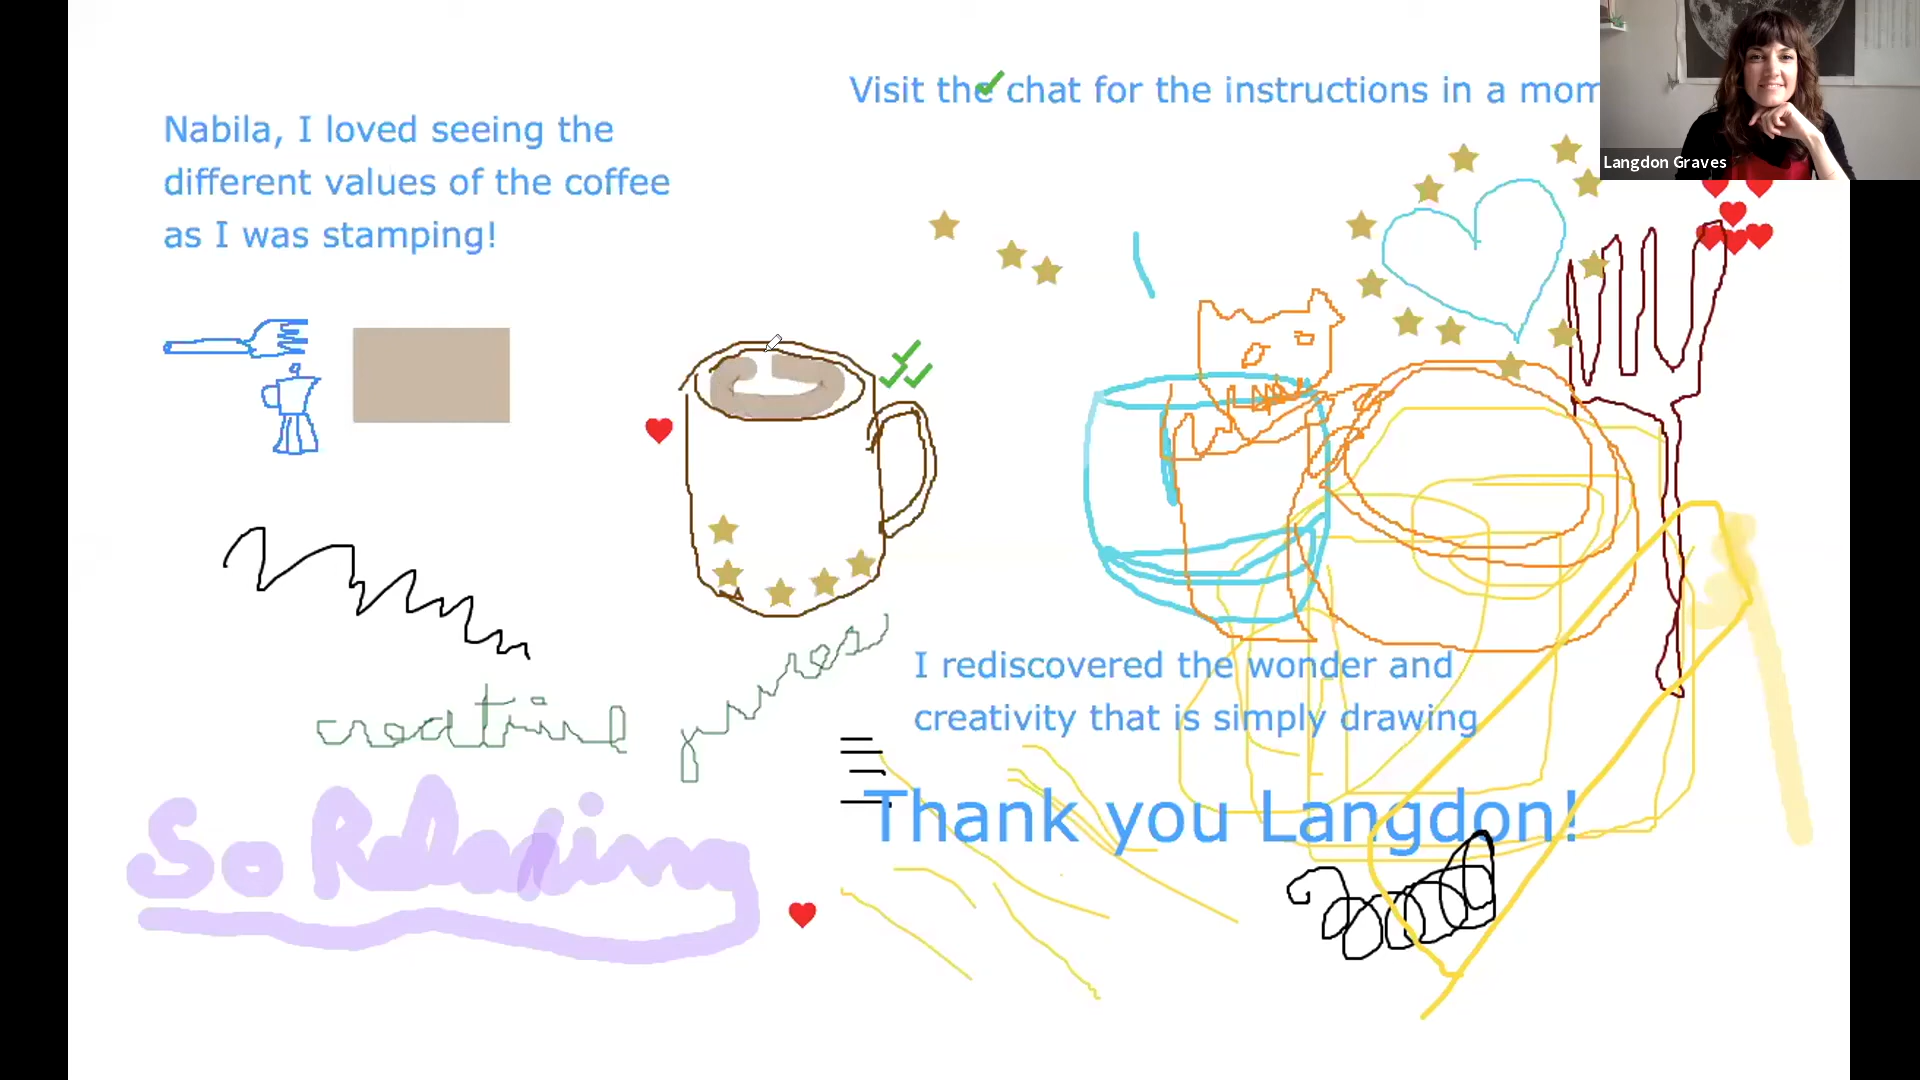 Visit the chat for the instructions in a mom
Langdon Graves
Nabila, I loved seeing the
different values of the coffee
as I was stamping!
I rediscovered the wonder and
creativity that is simply drawing
So Relaxing
Thank you Langdon!